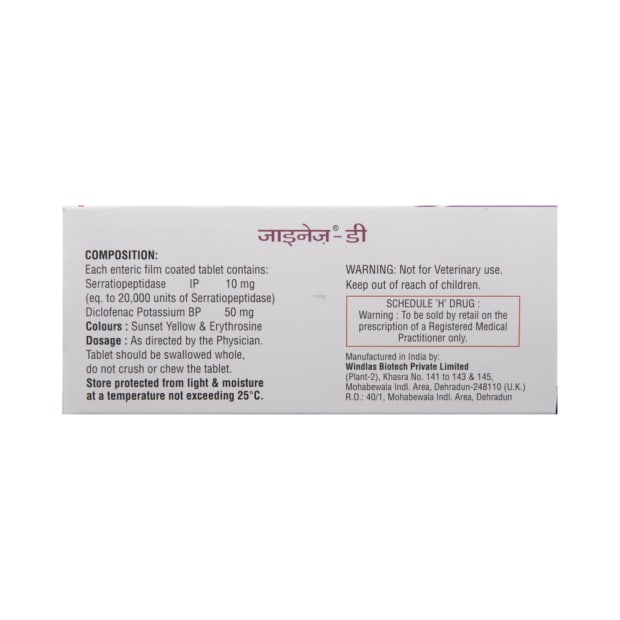 जाइनेज़®-डी
COMPOSITION:
Each enteric film coated tablet contains:
Serratiopeptidase IP 10 mg
(eq. to 20,000 units of Serratiopeptidase)
Diclofenac Potassium BP 50 mg
Colours : Sunset Yellow & Erythrosine
Dosage : As directed by the Physician.
Tablet should be swallowed whole,
do not crush or chew the tablet.
Store protected from light & moisture
at a temperature not exceeding 25°C.
WARNING: Not for Veterinary use.
Keep out of reach of children.
SCHEDULE 'H' DRUG :
Warning : To be sold by retail on the
prescription of a Registered Medical
Practitioner only.
Manufactured in India by:
Windlas Biotech Private Limited
(Plant-2), Khasra No. 141 to 143 & 145,
Mohabewala Indl. Area, Dehradun-248110 (U.K.)
R.O.: 40/1, Mohabewala Indl. Area, Dehradun